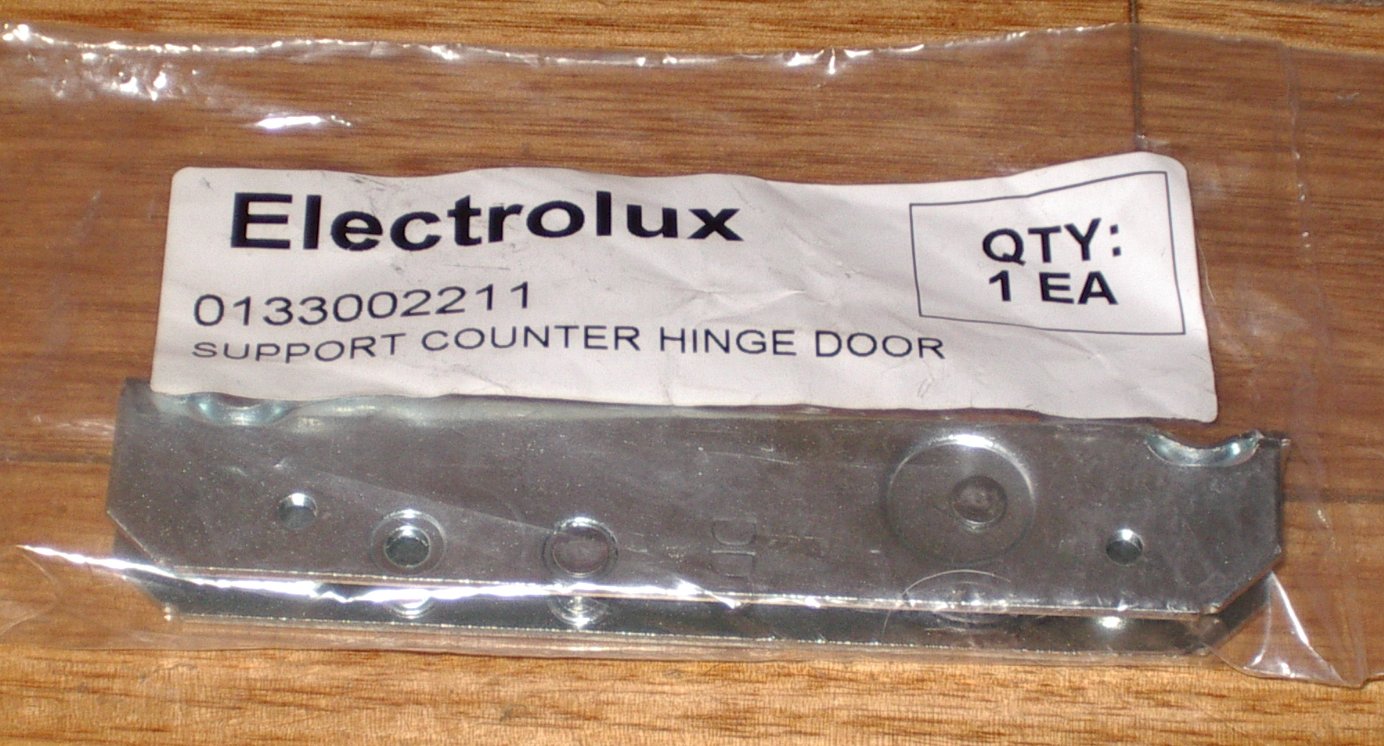 Electrolux
QTY:
1 EA
0133002211
SUPPORT COUNTER HINGE DOOR